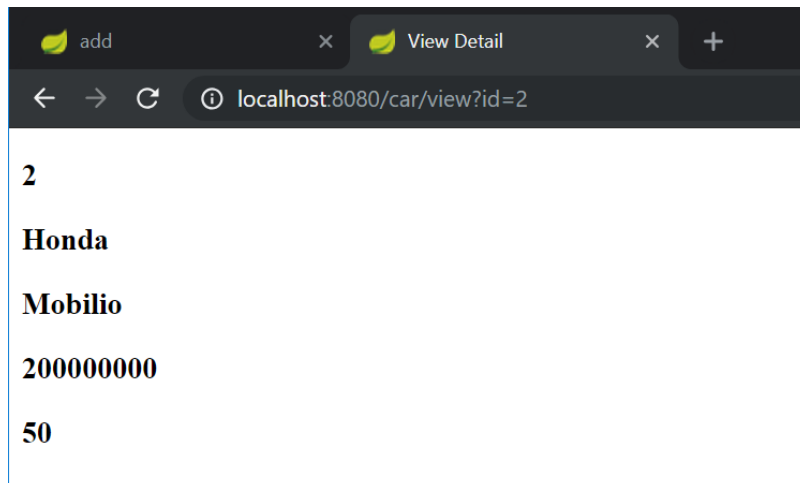 add
View Detail
localhost:8080/car/view?id=2
2
Honda
Mobilio
200000000
50